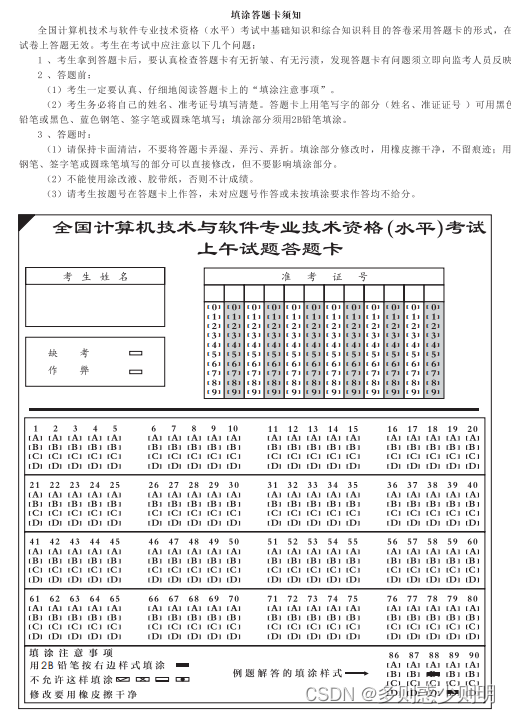 填涂答题卡须知
全国计算机技术与软件专业技术资格（水平）考试中基础知识和综合知识科目的答卷采用答题卡的形式，在
试卷上答题无效。考生在考试中应注意以下几个问题：
1、考生拿到答题卡后，要认真检查答题卡有无折皱、有无污渍，发现答题卡有问题须立即向监考人员反映
2、答题前：
（1）考生一定要认真、仔细地阅读答题卡上的“填涂注意事项”。
（2）考生务必将自己的姓名、准考证号填写清楚。答题卡上用笔写字的部分（姓名、准证证号 ）可用黑色
铅笔或黑色、蓝色钢笔、签字笔或圆珠笔填写；填涂部分须用2B铅笔填涂。
3、答题时：
（1）请保持卡面清洁，不要将答题卡弄湿、弄污、弄折。填涂部分修改时，用橡皮擦干净，不留痕迹；用
钢笔、签字笔或圆珠笔填写的部分可以直接修改，但不要影响填涂部分。
（2）不能使用涂改液、胶带纸，否则不计成绩。
（3）请考生按题号在答题卡上作答，未对应题号作答或未按填涂要求作答均不给分。
全国计算机技术与软件专业技术资格(水平)考试
上午试题答题卡
考生姓名
准考证号
缺 考
作 弊
[0] [0] [0] [0] [0] [0] [0] [0] [0] [0] [0] [0]
[1] [1] [1] [1] [1] [1] [1] [1] [1] [1] [1] [1]
[2] [2] [2] [2] [2] [2] [2] [2] [2] [2] [2] [2]
[3] [3] [3] [3] [3] [3] [3] [3] [3] [3] [3] [3]
[4] [4] [4] [4] [4] [4] [4] [4] [4] [4] [4] [4]
[5] [5] [5] [5] [5] [5] [5] [5] [5] [5] [5] [5]
[6] [6] [6] [6] [6] [6] [6] [6] [6] [6] [6] [6]
[7] [7] [7] [7] [7] [7] [7] [7] [7] [7] [7] [7]
[8] [8] [8] [8] [8] [8] [8] [8] [8] [8] [8] [8]
[9] [9] [9] [9] [9] [9] [9] [9] [9] [9] [9] [9]
1 2 3 4 5 6 7 8 9 10 11 12 13 14 15 16 17 18 19 20
[A] [A] [A] [A] [A] [A] [A] [A] [A] [A] [A] [A] [A] [A] [A] [A] [A] [A] [A] [A]
[B] [B] [B] [B] [B] [B] [B] [B] [B] [B] [B] [B] [B] [B] [B] [B] [B] [B] [B] [B]
[C] [C] [C] [C] [C] [C] [C] [C] [C] [C] [C] [C] [C] [C] [C] [C] [C] [C] [C] [C]
[D] [D] [D] [D] [D] [D] [D] [D] [D] [D] [D] [D] [D] [D] [D] [D] [D] [D] [D] [D]
21 22 23 24 25 26 27 28 29 30 31 32 33 34 35 36 37 38 39 40
[A] [A] [A] [A] [A] [A] [A] [A] [A] [A] [A] [A] [A] [A] [A] [A] [A] [A] [A] [A]
[B] [B] [B] [B] [B] [B] [B] [B] [B] [B] [B] [B] [B] [B] [B] [B] [B] [B] [B] [B]
[C] [C] [C] [C] [C] [C] [C] [C] [C] [C] [C] [C] [C] [C] [C] [C] [C] [C] [C] [C]
[D] [D] [D] [D] [D] [D] [D] [D] [D] [D] [D] [D] [D] [D] [D] [D] [D] [D] [D] [D]
41 42 43 44 45 46 47 48 49 50 51 52 53 54 55 56 57 58 59 60
[A] [A] [A] [A] [A] [A] [A] [A] [A] [A] [A] [A] [A] [A] [A] [A] [A] [A] [A] [A]
[B] [B] [B] [B] [B] [B] [B] [B] [B] [B] [B] [B] [B] [B] [B] [B] [B] [B] [B] [B]
[C] [C] [C] [C] [C] [C] [C] [C] [C] [C] [C] [C] [C] [C] [C] [C] [C] [C] [C] [C]
[D] [D] [D] [D] [D] [D] [D] [D] [D] [D] [D] [D] [D] [D] [D] [D] [D] [D] [D] [D]
61 62 63 64 65 66 67 68 69 70 71 72 73 74 75 76 77 78 79 80
[A] [A] [A] [A] [A] [A] [A] [A] [A] [A] [A] [A] [A] [A] [A] [A] [A] [A] [A] [A]
[B] [B] [B] [B] [B] [B] [B] [B] [B] [B] [B] [B] [B] [B] [B] [B] [B] [B] [B] [B]
[C] [C] [C] [C] [C] [C] [C] [C] [C] [C] [C] [C] [C] [C] [C] [C] [C] [C] [C] [C]
[D] [D] [D] [D] [D] [D] [D] [D] [D] [D] [D] [D] [D] [D] [D] [D] [D] [D] [D] [D]
填涂注意事项
用2B铅笔按右边样式填涂
不允许这样填涂
修改要用橡皮擦干净
例题解答的填涂样式
86 87 88 89 90
[A] [A] [A] [A] [A]
[B] [B] [B] [B]
[C] [C] [C] [C] [C]
CSDN @多则惑少则明